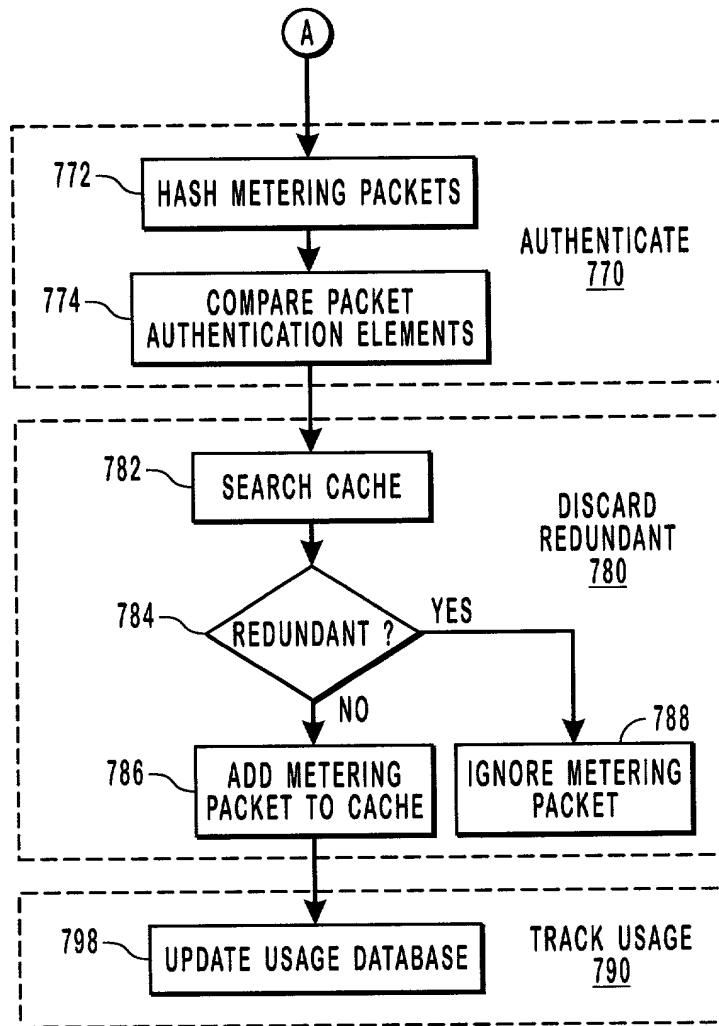 A
772
HASH METERING PACKETS
AUTHENTICATE
770
774
COMPARE PACKET
AUTHENTICATION ELEMENTS
782
SEARCH CACHE
DISCARD
REDUNDANT
780
784
REDUNDANT ?
YES
NO
788
786
ADD METERING
PACKET TO CACHE
IGNORE METERING
PACKET
798
UPDATE USAGE DATABASE
TRACK USAGE
790